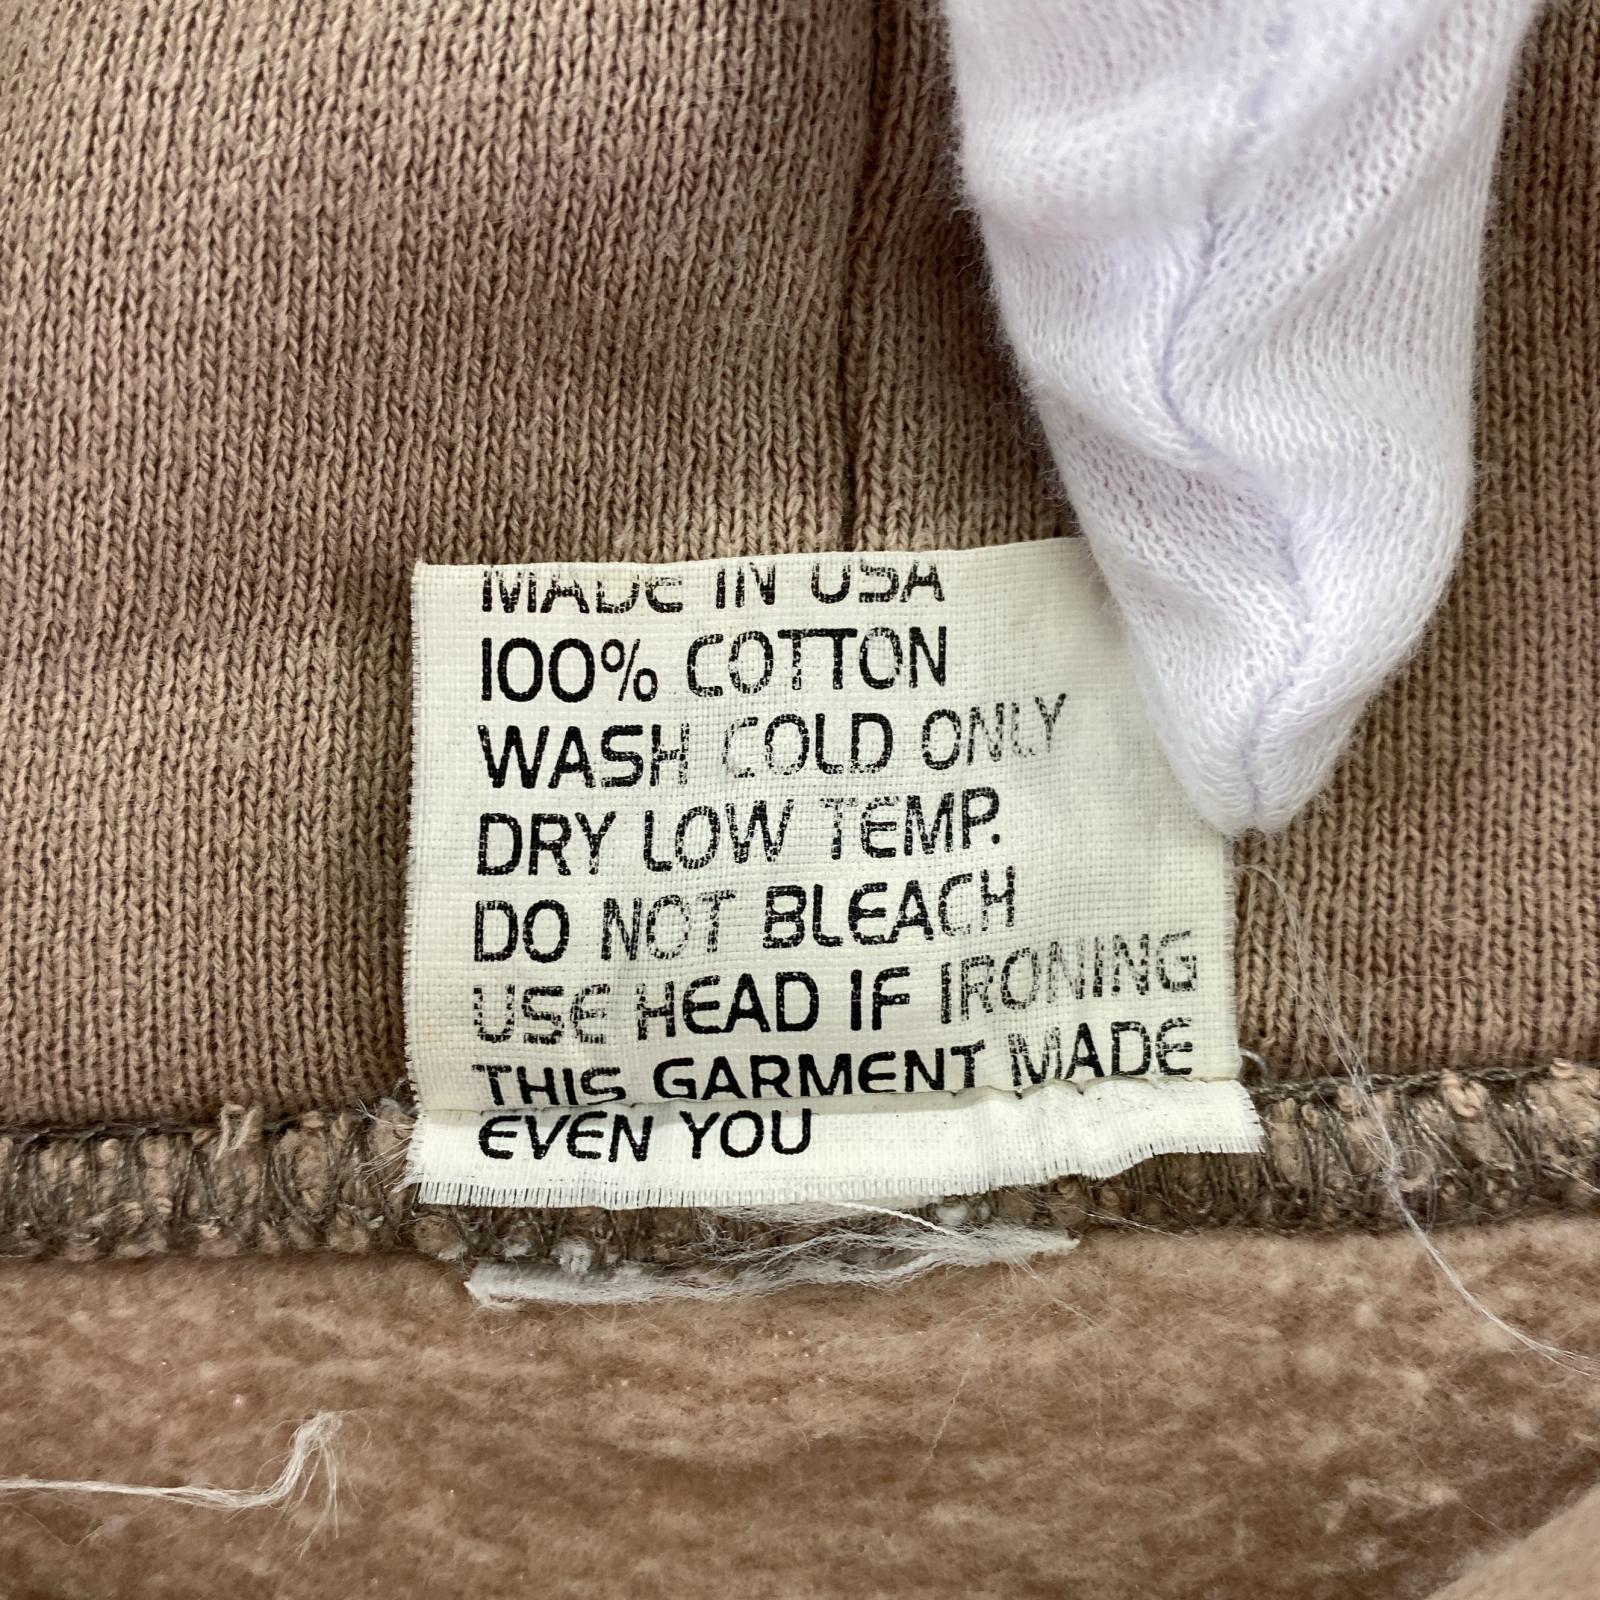 MADE IN USA
100% COTTON
WASH COLD ONLY
DRY LOW TEMP.
DO NOT BLEACH
USE HEAD IF IRONING
THIS GARMENT MADE
EVEN YOU